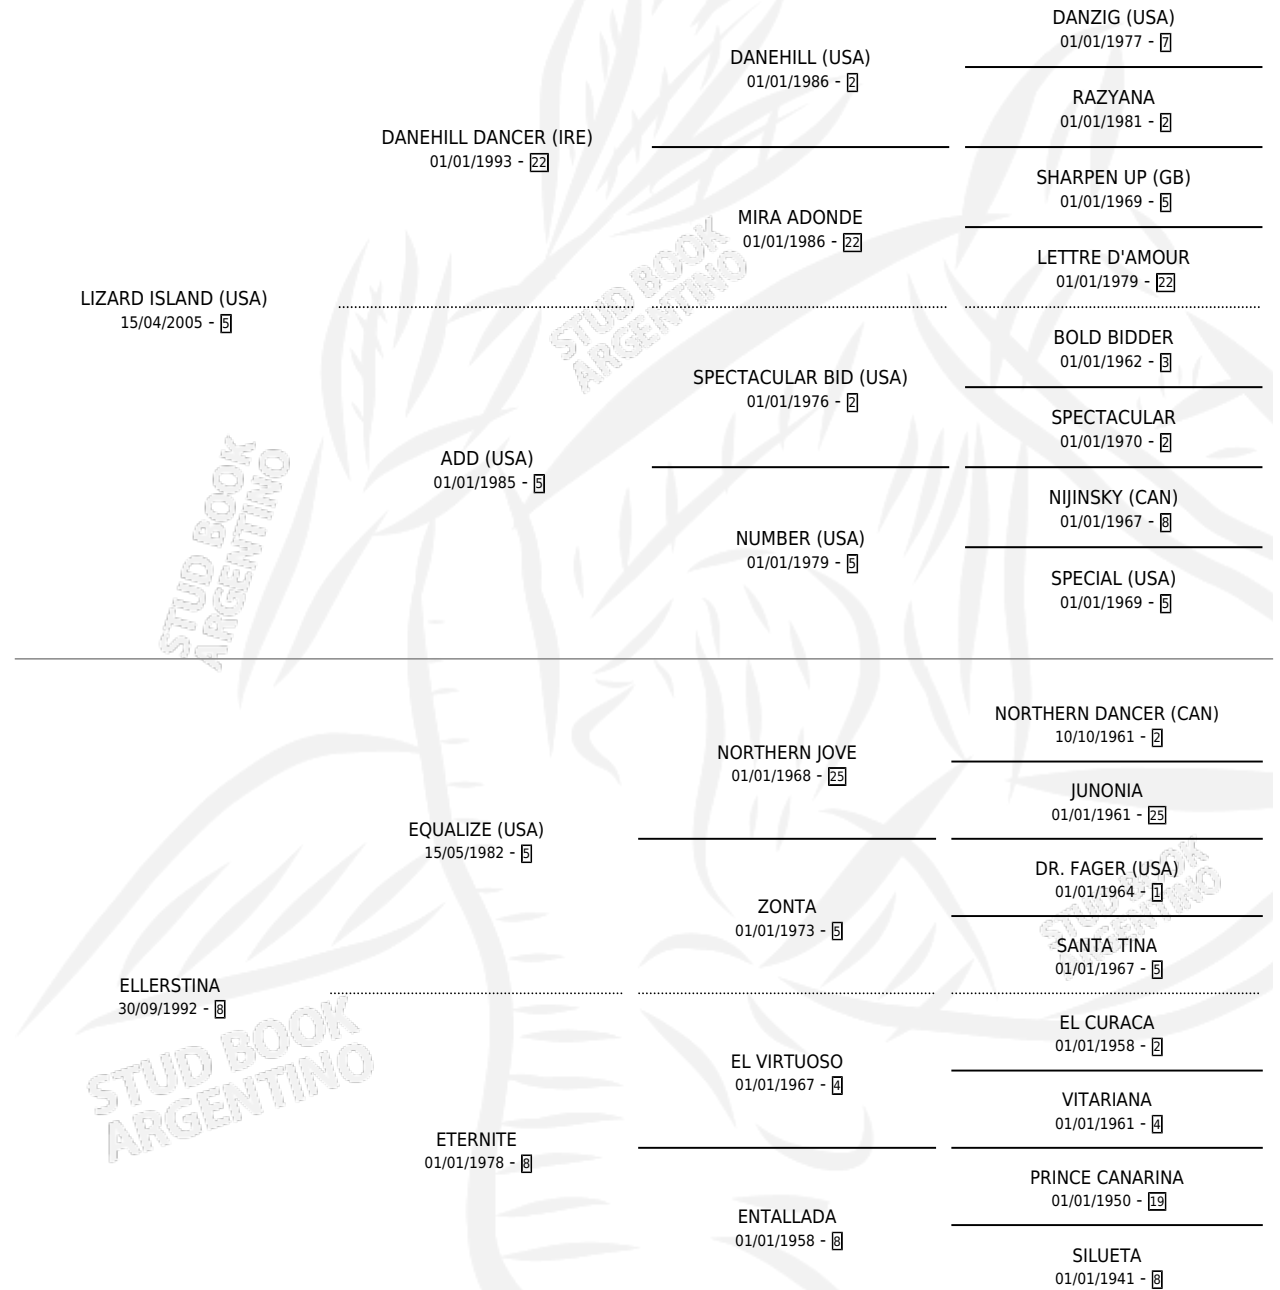 DANZIG (USA)
01/01/1977 - 7
DANEHILL (USA)
01/01/1986 - 2
RAZYANA
01/01/1981 - 2
DANEHILL DANCER (IRE)
01/01/1993 - 22
SHARPEN UP (GB)
01/01/1969 - 5
MIRA ADONDE
01/01/1986 - 22
LETTRE D'AMOUR
01/01/1979 - 22
LIZARD ISLAND (USA)
15/04/2005 - 5
BOLD BIDDER
01/01/1962 - 3
SPECTACULAR BID (USA)
01/01/1976 - 2
SPECTACULAR
01/01/1970 - 2
ADD (USA)
01/01/1985 - 5
NIJINSKY (CAN)
01/01/1967 - 8
NUMBER (USA)
01/01/1979 - 5
SPECIAL (USA)
01/01/1969 - 5
NORTHERN DANCER (CAN)
10/10/1961 - 2
NORTHERN JOVE
01/01/1968 - 25
JUNONIA
01/01/1961 - 25
EQUALIZE (USA)
15/05/1982 - 5
DR. FAGER (USA)
01/01/1964 - 1
ZONTA
01/01/1973 - 5
SANTA TINA
01/01/1967 - 5
ELLERSTINA
30/09/1992 - 8
EL CURACA
01/01/1958 - 2
EL VIRTUOSO
01/01/1967 - 4
VITARIANA
01/01/1961 - 4
ETERNITE
01/01/1978 - 8
PRINCE CANARINA
01/01/1950 - 19
ENTALLADA
01/01/1958 - 8
SILUETA
01/01/1941 - 8
STUD BOOK
ARGENTINO
STUD BOOK
ARGENTINO
STUD BOOK
ARGENTINO
STUD BOOK
ARGENTINO